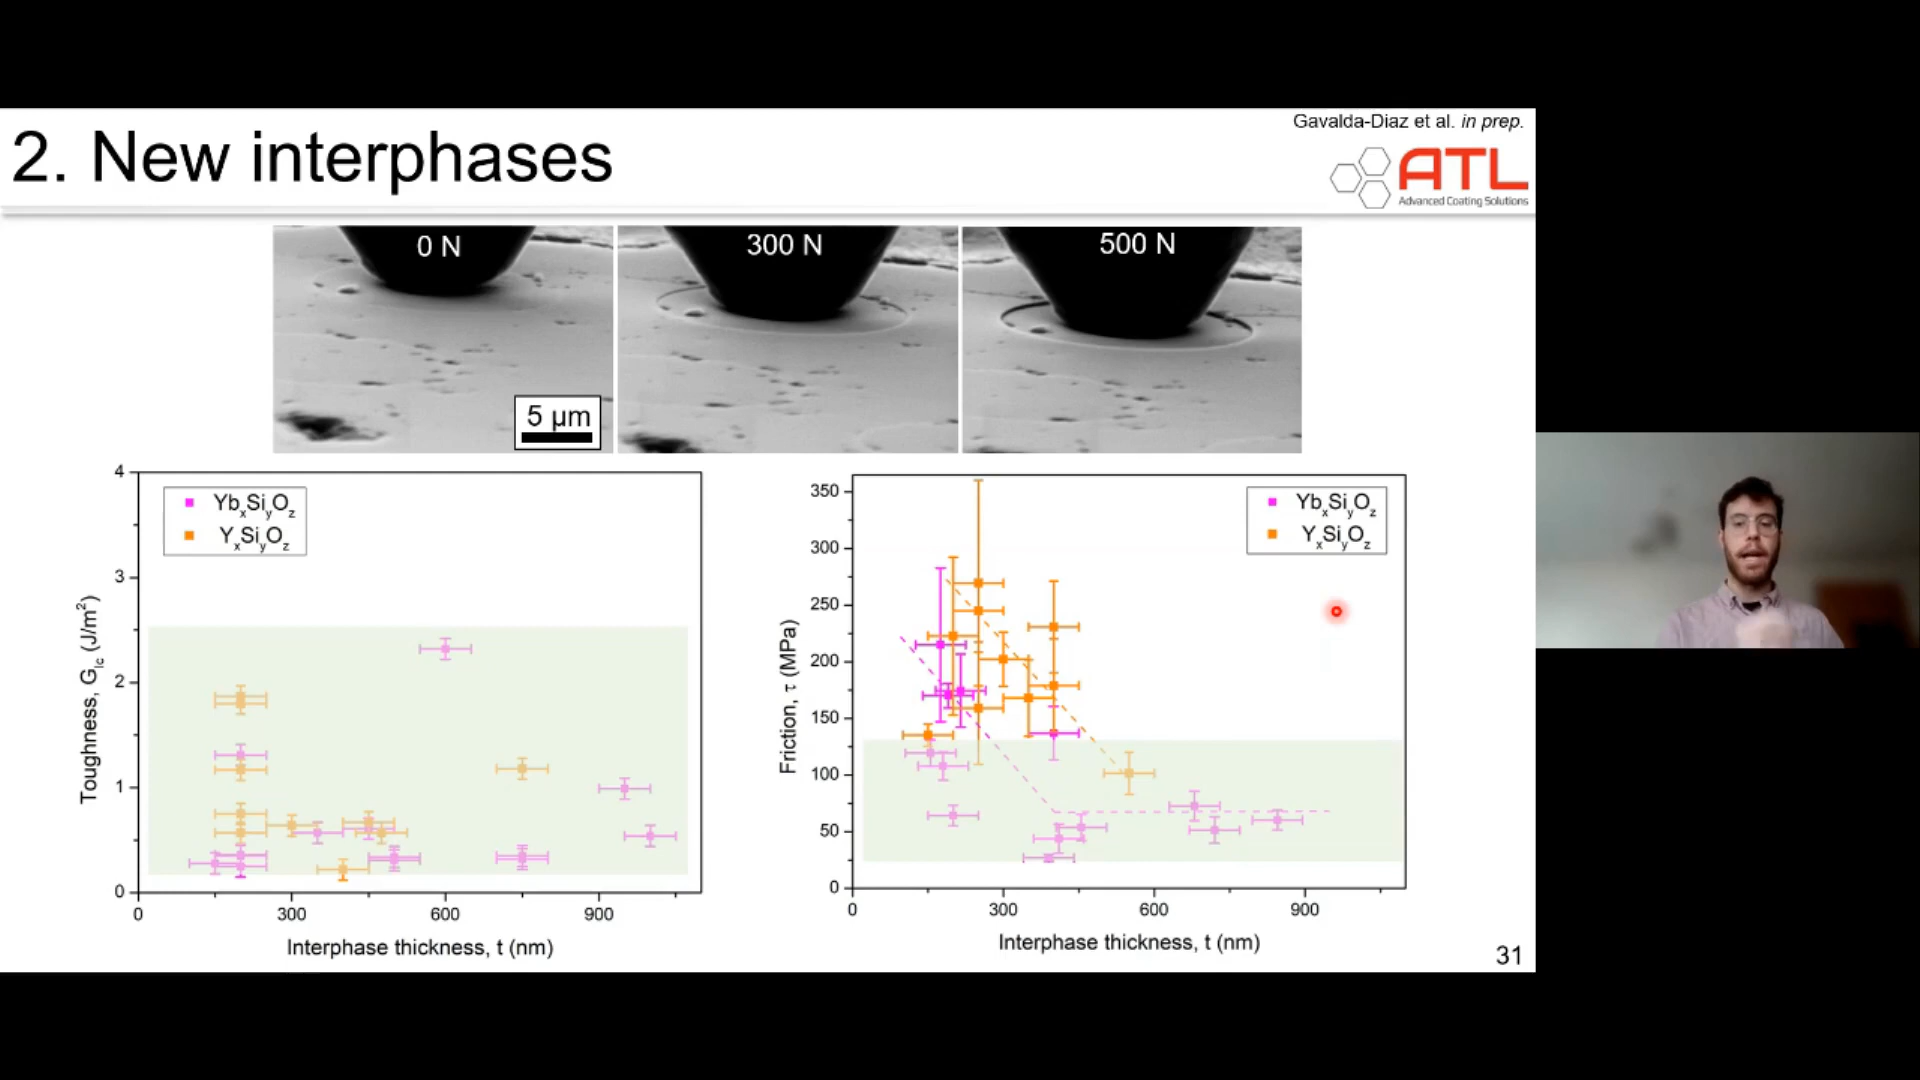 Gavalda-Diaz et al. in prep.
2. New interphases
ATL
Advanced Coating Solutions
0 N
300 N
500 N
5 µm
4
3
2
1
0
Toughness, GIc (J/m2)
YbxSiyOz
YxSiyOz
0
300
600
900
Interphase thickness, t (nm)
350
300
250
200
150
100
50
0
Friction, τ (MPa)
YbxSiyOz
YxSiyOz
0
300
600
900
Interphase thickness, t (nm)
31